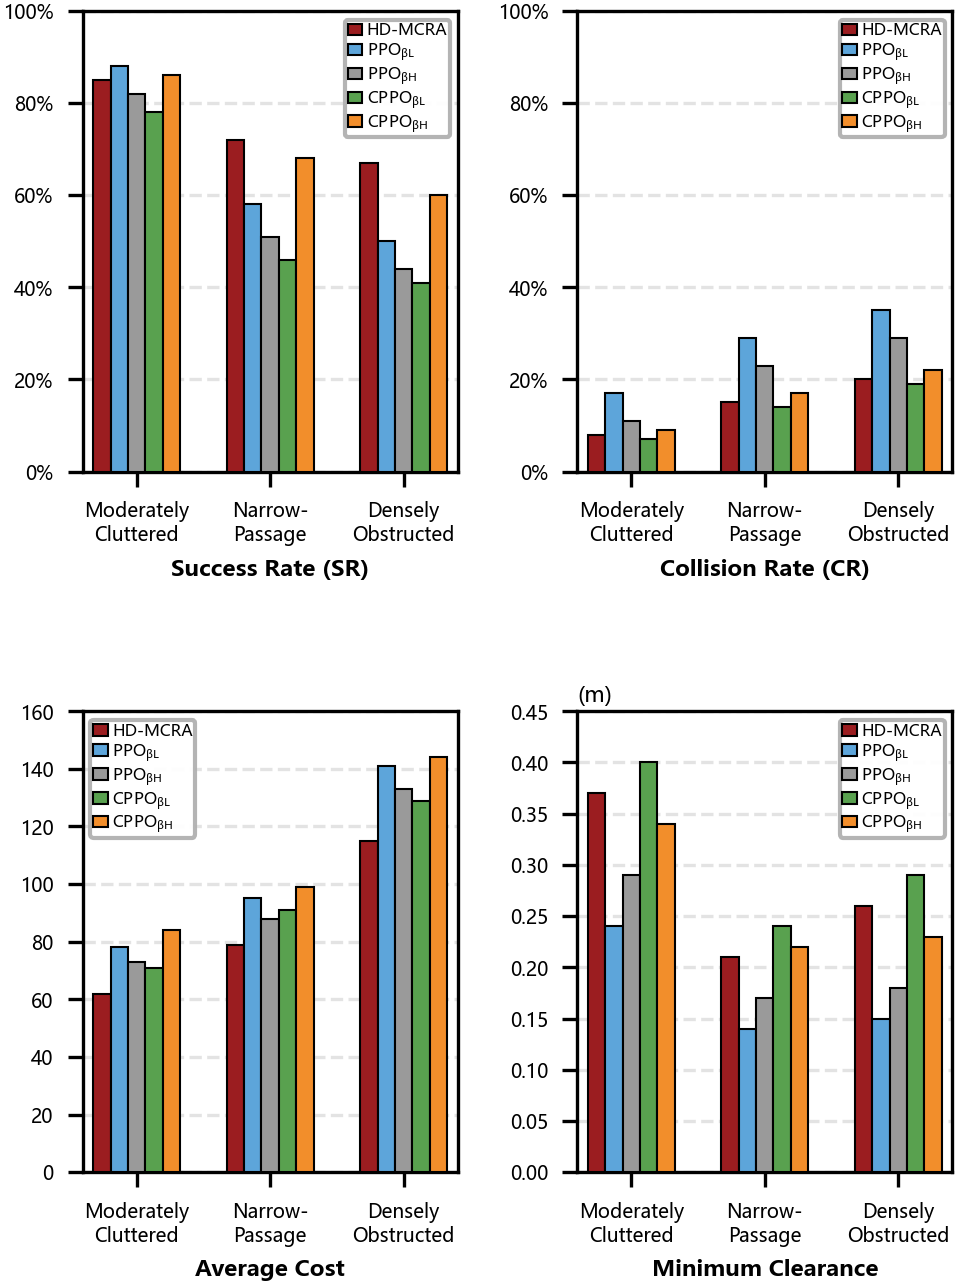 100%
80%
60%
40%
20%
0%
HD-MCRA
PPOβL
PPOβH
CPPOβL
CPPOβH
Moderately
Cluttered
Narrow-
Passage
Densely
Obstructed
Success Rate (SR)
100%
80%
60%
40%
20%
0%
HD-MCRA
PPOβL
PPOβH
CPPOβL
CPPOβH
Moderately
Cluttered
Narrow-
Passage
Densely
Obstructed
Collision Rate (CR)
160
140
120
100
80
60
40
20
0
HD-MCRA
PPOβL
PPOβH
CPPOβL
CPPOβH
Moderately
Cluttered
Narrow-
Passage
Densely
Obstructed
Average Cost
(m)
0.45
0.40
0.35
0.30
0.25
0.20
0.15
0.10
0.05
0.00
HD-MCRA
PPOβL
PPOβH
CPPOβL
CPPOβH
Moderately
Cluttered
Narrow-
Passage
Densely
Obstructed
Minimum Clearance